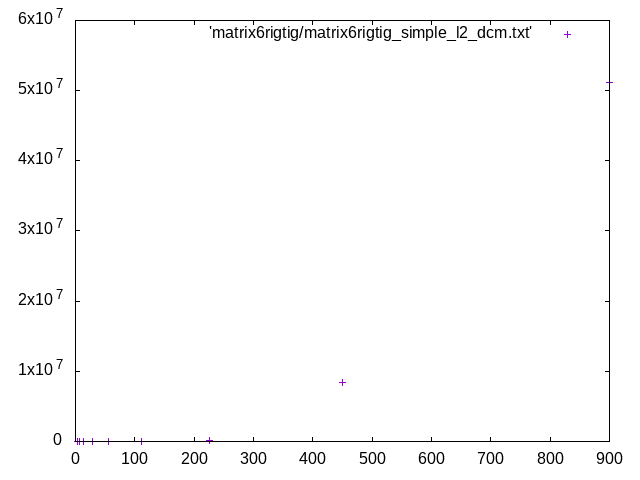 6x10 7
'matrix6rigtig/matrix6rigtig_simple_l2_dcm.txt'
5x10 7
4x10 7
3x10 7
2x10 7
1x10 7
0
0 100 200 300 400 500 600 700 800 900